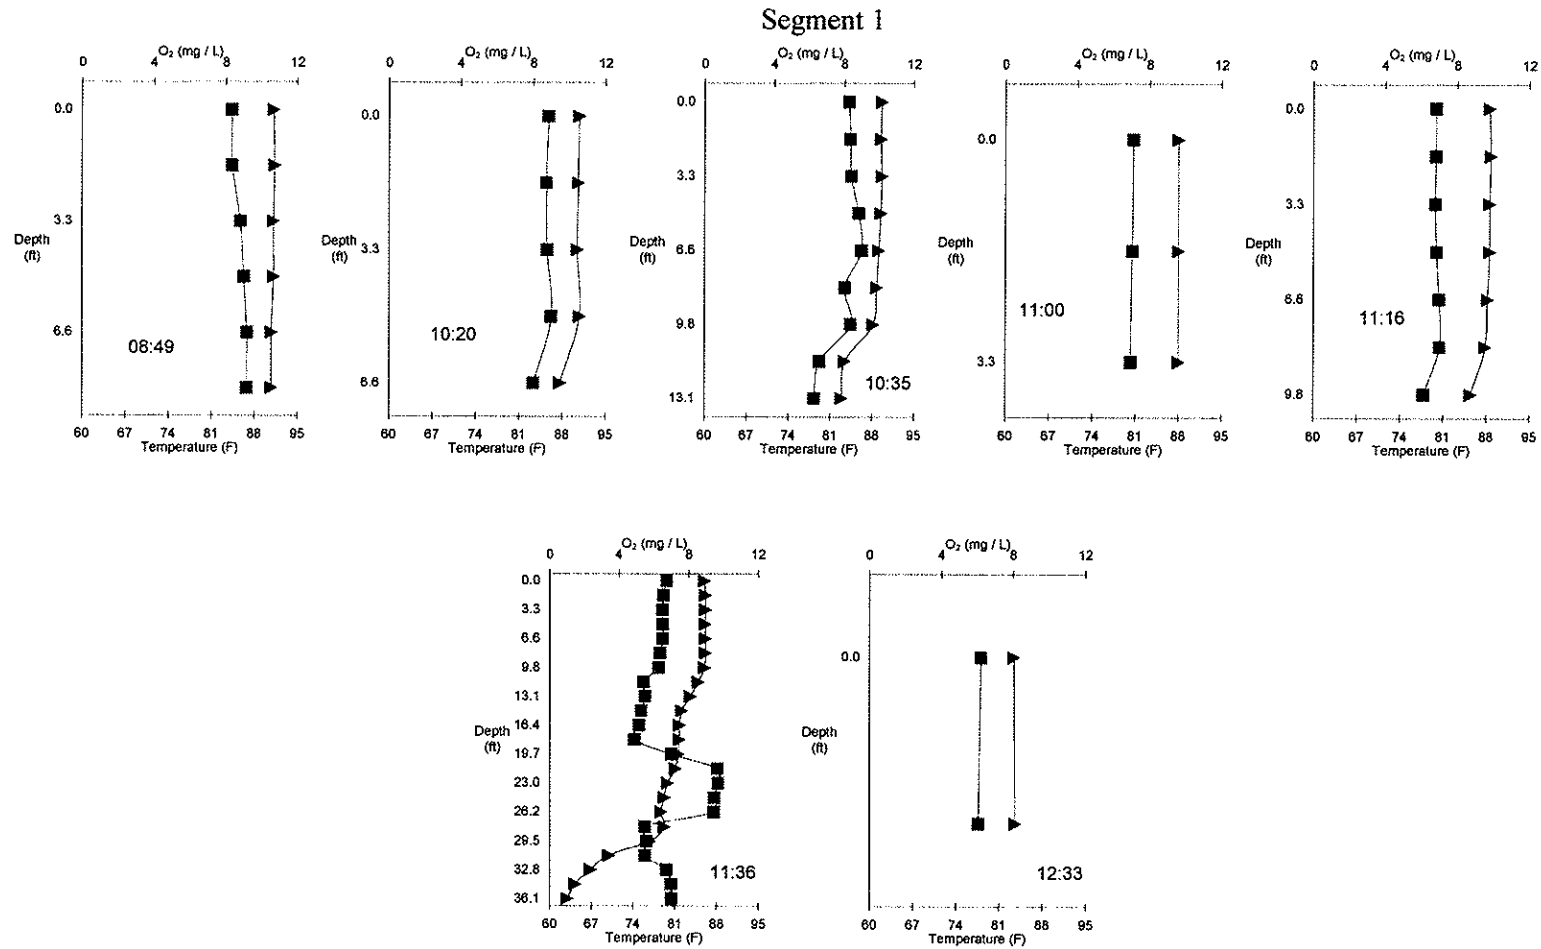 Segment 1
O₂ (mg / L)
0 4 8 12
0.0
3.3
Depth
(ft)
6.6
08:49
60 67 74 81 88 95
Temperature (F)
O₂ (mg / L)
0 4 8 12
0.0
Depth
(ft)
3.3
10:20
6.6
60 67 74 81 88 95
Temperature (F)
O₂ (mg / L)
0 4 8 12
0.0
3.3
Depth
(ft)
6.6
9.8
10:35
13.1
60 67 74 81 88 95
Temperature (F)
O₂ (mg / L)
0 4 8 12
0.0
Depth
(ft)
11:00
3.3
60 67 74 81 88 95
Temperature (F)
O₂ (mg / L)
0 4 8 12
0.0
3.3
Depth
(ft)
6.6
11:16
9.8
60 67 74 81 88 95
Temperature (F)
O₂ (mg / L)
0 4 8 12
0.0
3.3
6.6
9.8
13.1
16.4
Depth
(ft)
19.7
23.0
26.2
29.5
32.8
11:36
36.1
60 67 74 81 88 95
Temperature (F)
O₂ (mg / L)
0 4 8 12
0.0
Depth
(ft)
12:33
60 67 74 81 88 95
Temperature (F)